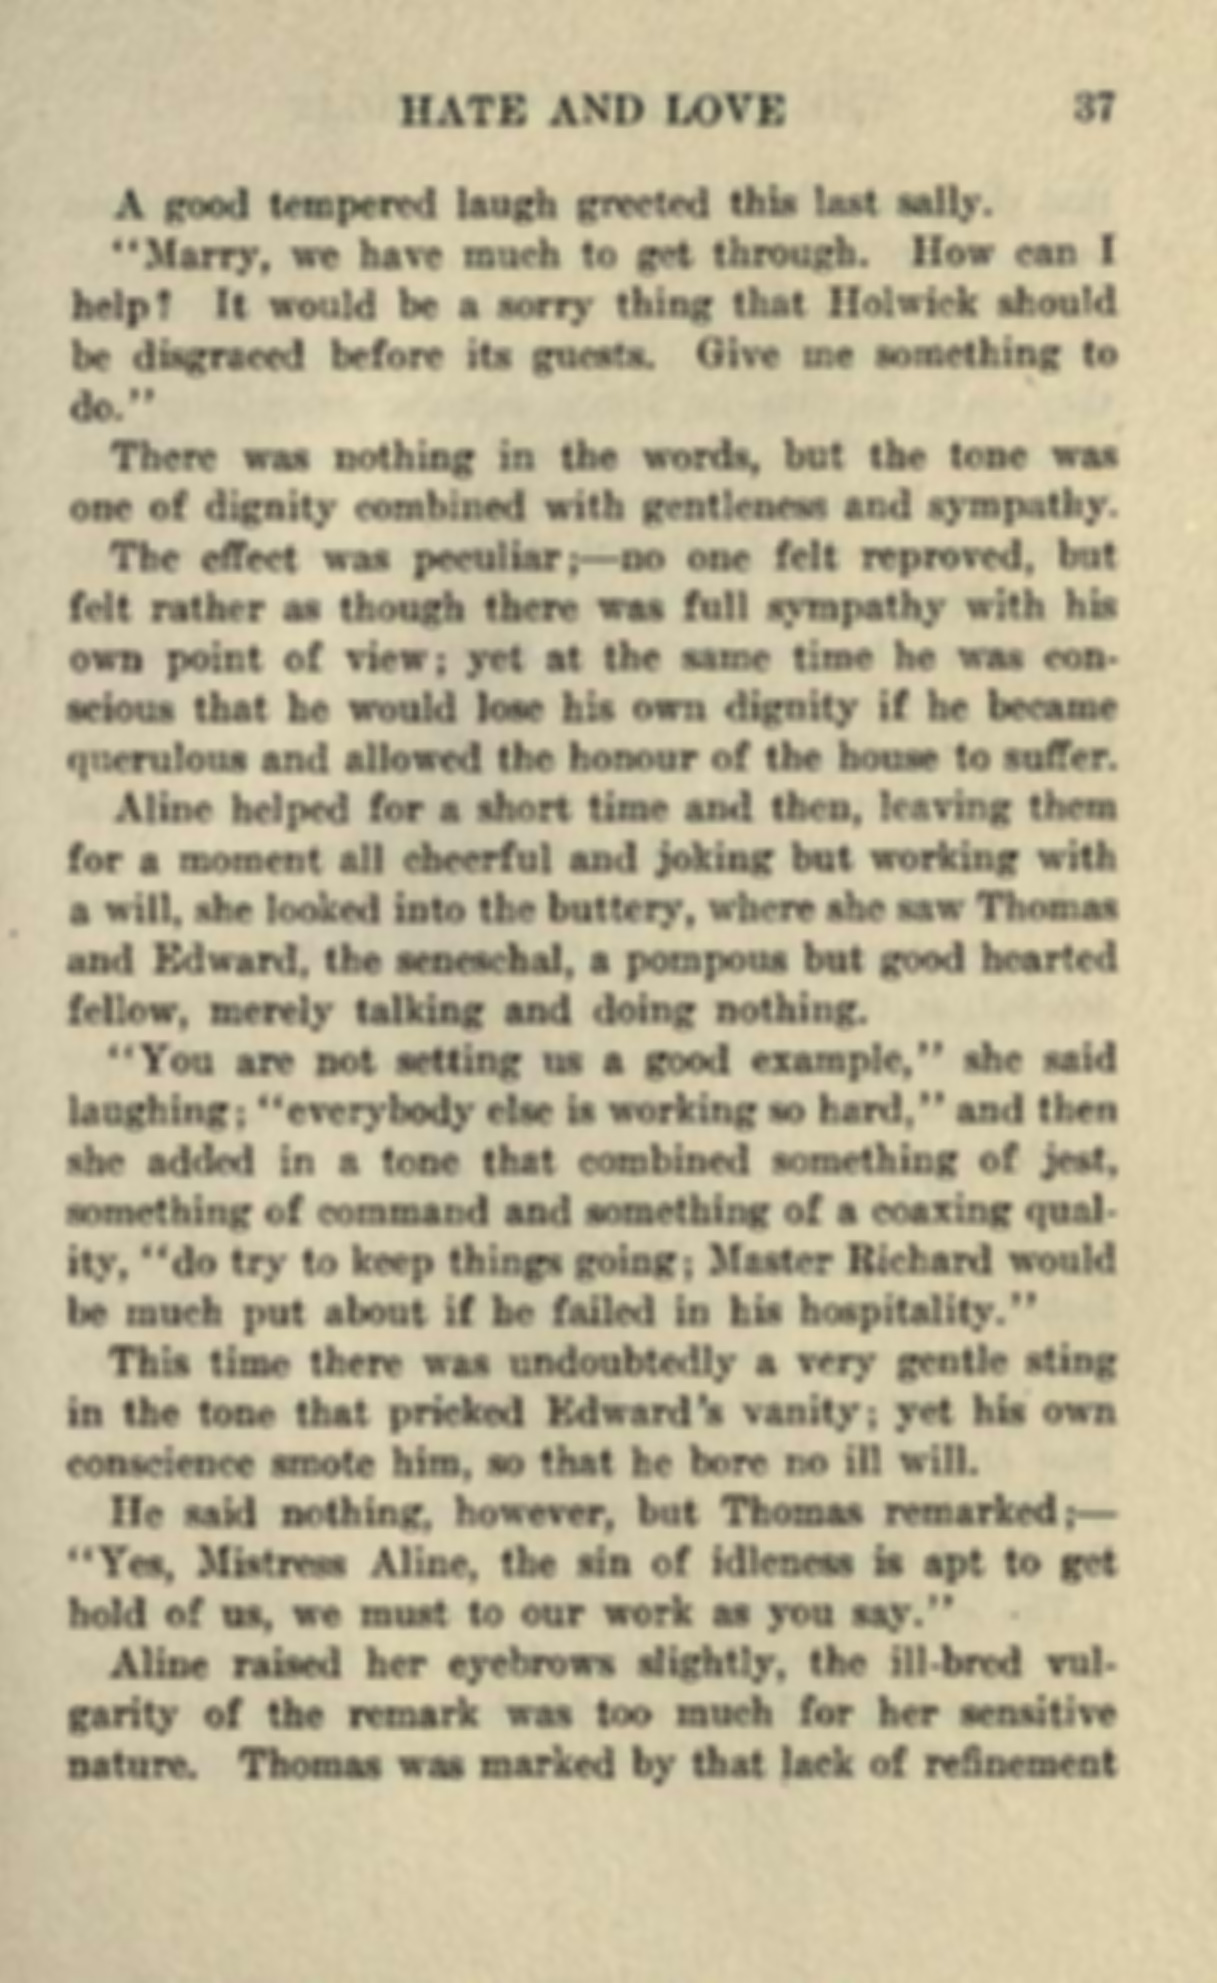 HATE AND LOVE 37
A good tempered laugh greeted this last sally.
"Marry, we have much to get through. How can I
help? It would be a sorry thing that Holwick should
be disgraced before its guests. Give me something to
do."
There was nothing in the words, but the tone was
one of dignity combined with gentleness and sympathy.
The effect was peculiar;—no one felt reproved, but
felt rather as though there was full sympathy with his
own point of view; yet at the same time he was con-
scious that he would lose his own dignity if he became
querulous and allowed the honour of the house to suffer.
Aline helped for a short time and then, leaving them
for a moment all cheerful and joking but working with
a will, she looked into the buttery, where she saw Thomas
and Edward, the seneschal, a pompous but good hearted
fellow, merely talking and doing nothing.
"You are not setting us a good example," she said
laughing; "everybody else is working so hard," and then
she added in a tone that combined something of jest,
something of command and something of a coaxing qual-
ity, "do try to keep things going; Master Richard would
be much put about if he failed in his hospitality."
This time there was undoubtedly a very gentle sting
in the tone that pricked Edward's vanity; yet his own
conscience smote him, so that he bore no ill will.
He said nothing, however, but Thomas remarked;—
"Yes, Mistress Aline, the sin of idleness is apt to get
hold of us, we must to our work as you say."
Aline raised her eyebrows slightly, the ill-bred vul-
garity of the remark was too much for her sensitive
nature. Thomas was marked by that lack of refinement